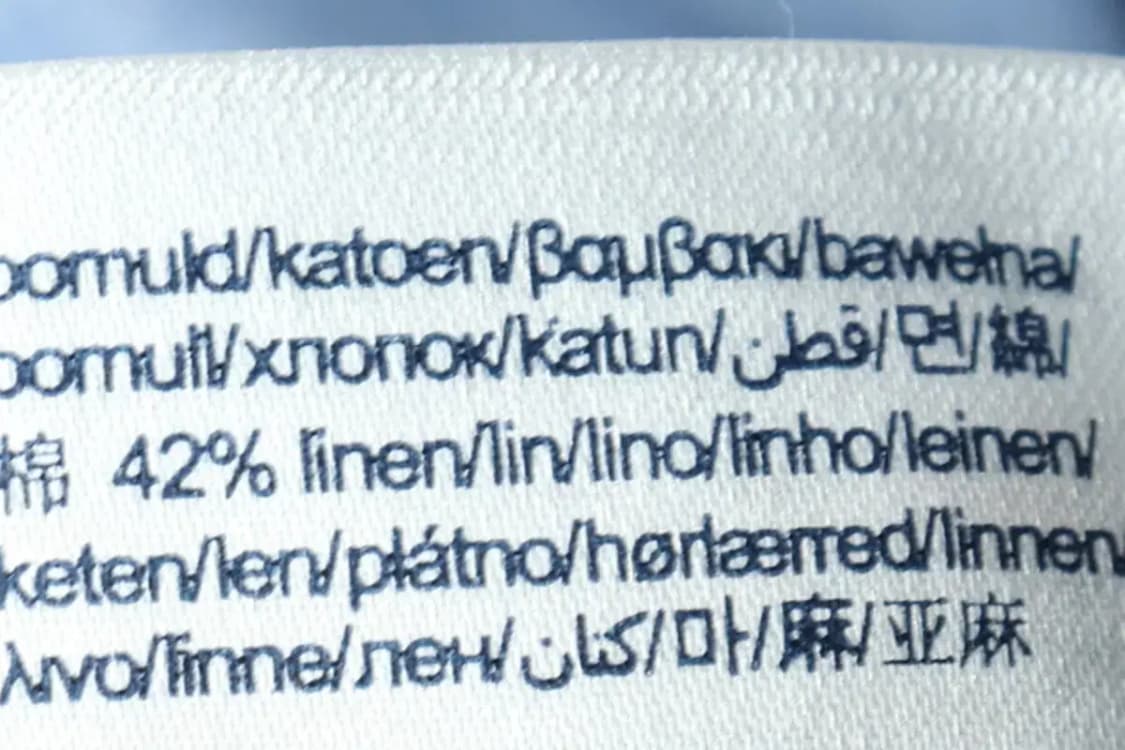 bomuld/katoen/βαμβακι/bawełna/
bomull/хлопок/katun/قطن/면/綿/
棉 42% linen/lin/lino/linho/leinen/
keten/len/plátno/hørlærred/linnen/
λινο/linne/лен/كتان/마/麻/亚麻